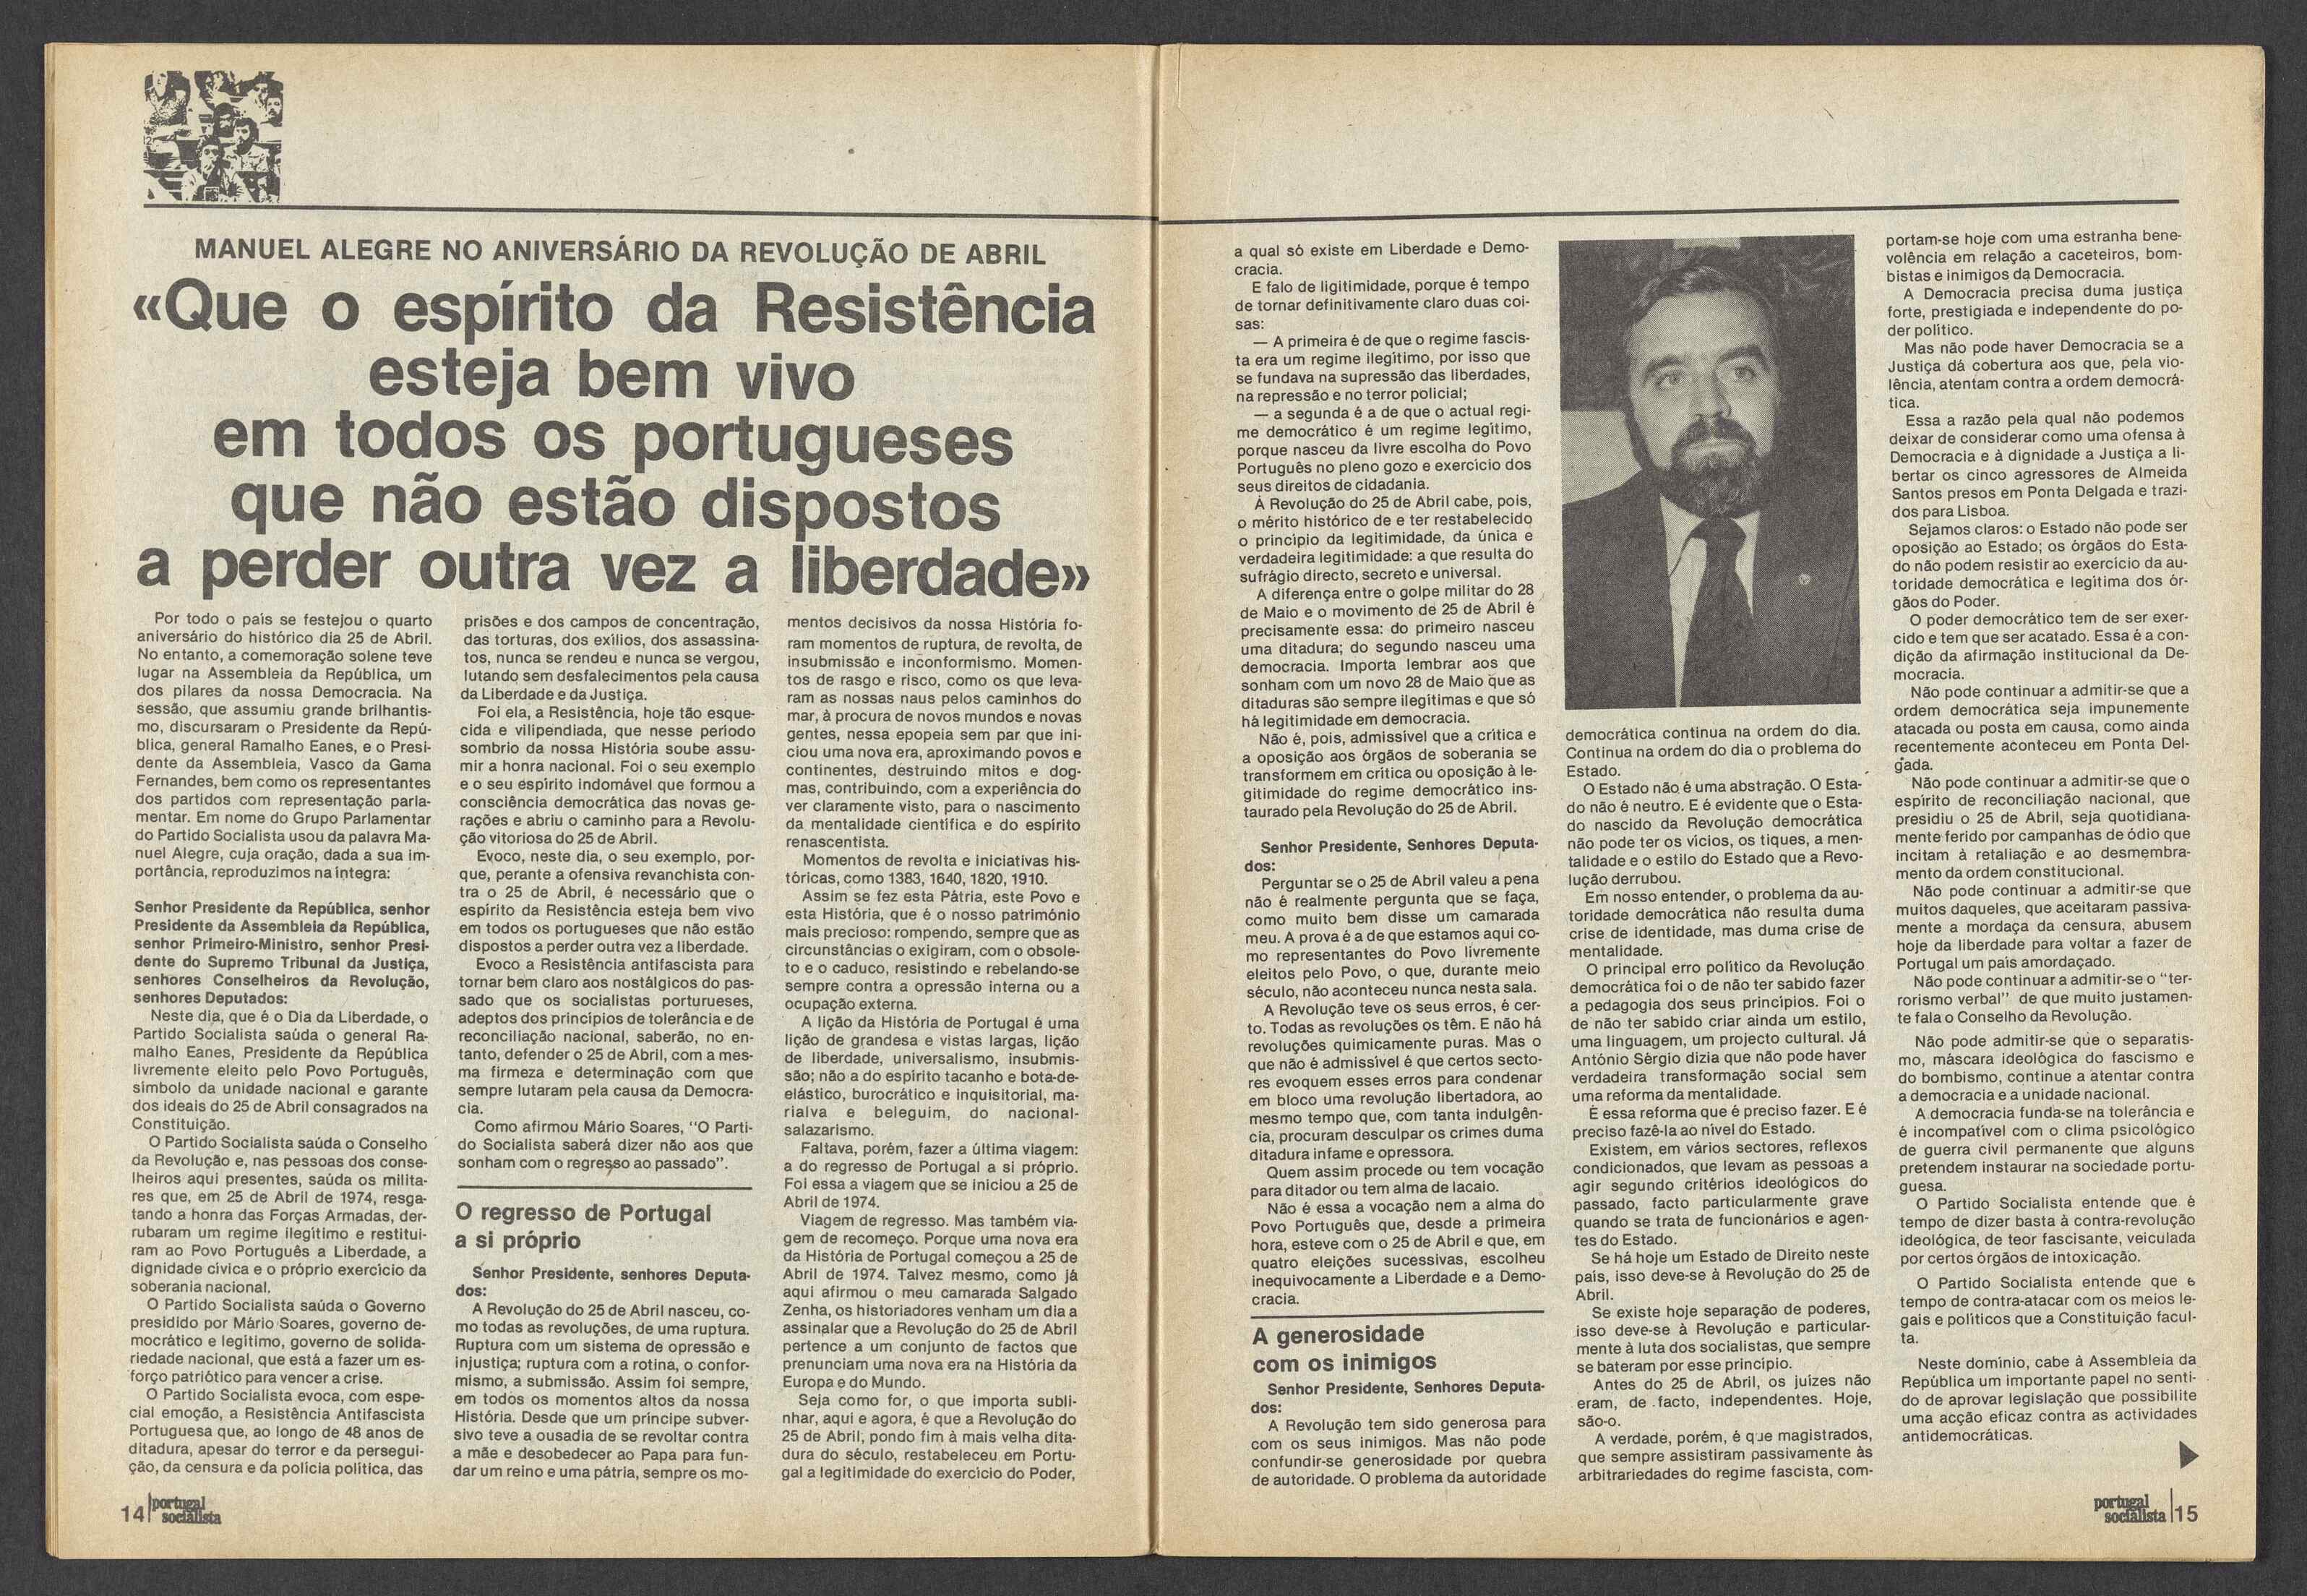 MANUEL ALEGRE NO ANIVERSÁRIO DA REVOLUÇÃO DE ABRIL
«Que o espírito da Resistência
esteja bem vivo
em todos os portugueses
que não estão dispostos
a perder outra vez a liberdade»
Por todo o país se festejou o quarto
aniversário do histórico dia 25 de Abril.
No entanto, a comemoração solene teve
lugar na Assembleia da República, um
dos pilares da nossa Democracia. Na
sessão, que assumiu grande brilhantis-
mo, discursaram o Presidente da Repú-
blica, general Ramalho Eanes, e o Presi-
dente da Assembleia, Vasco da Gama
Fernandes, bem como os representantes
dos partidos com representação parla-
mentar. Em nome do Grupo Parlamentar
do Partido Socialista usou da palavra Ma-
nuel Alegre, cuja oração, dada a sua im-
portância, reproduzimos na integra:
Senhor Presidente da República, senhor
Presidente da Assembleia da República,
senhor Primeiro-Ministro, senhor Presi-
dente do Supremo Tribunal da Justiça,
senhores Conselheiros da Revolução,
senhores Deputados:
Neste dia, que é o Dia da Liberdade, o
Partido Socialista saúda o general Ra-
malho Eanes, Presidente da República
livremente eleito pelo Povo Português,
símbolo da unidade nacional e garante
dos ideais do 25 de Abril consagrados na
Constituição.
O Partido Socialista saúda o Conselho
da Revolução e, nas pessoas dos conse-
lheiros aqui presentes, saúda os milita-
res que, em 25 de Abril de 1974, resga-
tando a honra das Forças Armadas, der-
rubaram um regime ilegítimo e restitui-
ram ao Povo Português a Liberdade, a
dignidade cívica e o próprio exercício da
soberania nacional.
O Partido Socialista saúda o Governo
presidido por Mário Soares, governo de-
mocrático e legitimo, governo de solida-
riedade nacional, que está a fazer um es-
forço patriótico para vencer a crise.
O Partido Socialista evoca, com espe-
cial emoção, a Resistência Antifascista
Portuguesa que, ao longo de 48 anos de
ditadura, apesar do terror e da persegui-
ção, da censura e da polícia política, das
prisões e dos campos de concentração,
das torturas, dos exílios, dos assassina-
tos, nunca se rendeu e nunca se vergou,
lutando sem desfalecimentos pela causa
da Liberdade e da Justiça.
Foi ela, a Resistência, hoje tão esque-
cida e vilipendiada, que nesse período
sombrio da nossa História soube assu-
mir a honra nacional. Foi o seu exemplo
e o seu espírito indomável que formou a
consciência democrática das novas ge-
rações e abriu o caminho para a Revolu-
ção vitoriosa do 25 de Abril.
Evoco, neste dia, o seu exemplo, por-
que, perante a ofensiva revanchista con-
tra o 25 de Abril, é necessário que o
espírito da Resistência esteja bem vivo
em todos os portugueses que não estão
dispostos a perder outra vez a liberdade.
Evoco a Resistência antifascista para
tornar bem claro aos nostálgicos do pas-
sado que os socialistas porturueses,
adeptos dos princípios de tolerância e de
reconciliação nacional, saberão, no en-
tanto, defender o 25 de Abril, com a mes-
ma firmeza e determinação com que
sempre lutaram pela causa da Democra-
cia.
Como afirmou Mário Soares, "O Parti-
do Socialista saberá dizer não aos que
sonham com o regresso ao passado".
O regresso de Portugal
a si próprio
Senhor Presidente, senhores Deputa-
dos:
A Revolução do 25 de Abril nasceu, co-
mo todas as revoluções, de uma ruptura.
Ruptura com um sistema de opressão e
injustiça; ruptura com a rotina, o confor-
mismo, a submissão. Assim foi sempre,
em todos os momentos altos da nossa
História. Desde que um príncipe subver-
sivo teve a ousadia de se revoltar contra
a mãe e desobedecer ao Papa para fun-
dar um reino e uma pátria, sempre os mo-
mentos decisivos da nossa História fo-
ram momentos de ruptura, de revolta, de
insubmissão e inconformismo. Momen-
tos de rasgo e risco, como os que leva-
ram as nossas naus pelos caminhos do
mar, à procura de novos mundos e novas
gentes, nessa epopeia sem par que ini-
ciou uma nova era, aproximando povos e
continentes, destruindo mitos e dog-
mas, contribuindo, com a experiência do
ver claramente visto, para o nascimento
da mentalidade científica e do espírito
renascentista.
Momentos de revolta e iniciativas his-
tóricas, como 1383, 1640, 1820, 1910.
Assim se fez esta Pátria, este Povo e
esta História, que é o nosso património
mais precioso: rompendo, sempre que as
circunstâncias o exigiram, com o obsole-
to e o caduco, resistindo e rebelando-se
sempre contra a opressão interna ou a
ocupação externa.
A lição da História de Portugal é uma
lição de grandesa e vistas largas, lição
de liberdade, universalismo, insubmis-
são; não a do espírito tacanho e bota-de-
elástico, burocrático e inquisitorial, ma-
rialva e beleguim, do nacional-
salazarismo.
Faltava, porém, fazer a última viagem:
a do regresso de Portugal a si próprio.
Foi essa a viagem que se iniciou a 25 de
Abril de 1974.
Viagem de regresso. Mas também via-
gem de recomeço. Porque uma nova era
da História de Portugal começou a 25 de
Abril de 1974. Talvez mesmo, como já
aqui afirmou o meu camarada Salgado
Zenha, os historiadores venham um dia a
assinalar que a Revolução do 25 de Abril
pertence a um conjunto de factos que
prenunciam uma nova era na História da
Europa e do Mundo.
Seja como for, o que importa subli-
nhar, aqui e agora, é que a Revolução do
25 de Abril, pondo fim à mais velha dita-
dura do século, restabeleceu em Portu-
gal a legitimidade do exercício do Poder,
14 portugal
socialista
a qual só existe em Liberdade e Demo-
cracia.
E falo de ligitimidade, porque é tempo
de tornar definitivamente claro duas coi-
sas:
— A primeira é de que o regime fascis-
ta era um regime ilegítimo, por isso que
se fundava na supressão das liberdades,
na repressão e no terror policial;
— a segunda é a de que o actual regi-
me democrático é um regime legítimo,
porque nasceu da livre escolha do Povo
Português no pleno gozo e exercício dos
seus direitos de cidadania.
À Revolução do 25 de Abril cabe, pois,
o mérito histórico de e ter restabelecido
o princípio da legitimidade, da única e
verdadeira legitimidade: a que resulta do
sufrágio directo, secreto e universal.
A diferença entre o golpe militar do 28
de Maio e o movimento de 25 de Abril é
precisamente essa: do primeiro nasceu
uma ditadura; do segundo nasceu uma
democracia. Importa lembrar aos que
sonham com um novo 28 de Maio que as
ditaduras são sempre ilegítimas e que só
há legitimidade em democracia.
Não é, pois, admissível que a crítica e
a oposição aos órgãos de soberania se
transformem em crítica ou oposição à le-
gitimidade do regime democrático ins-
taurado pela Revolução do 25 de Abril.
Senhor Presidente, Senhores Deputa-
dos:
Perguntar se o 25 de Abril valeu a pena
não é realmente pergunta que se faça,
como muito bem disse um camarada
meu. A prova é a de que estamos aqui co-
mo representantes do Povo livremente
eleitos pelo Povo, o que, durante meio
século, não aconteceu nunca nesta sala.
A Revolução teve os seus erros, é cer-
to. Todas as revoluções os têm. E não há
revoluções quimicamente puras. Mas o
que não é admissível é que certos secto-
res evoquem esses erros para condenar
em bloco uma revolução libertadora, ao
mesmo tempo que, com tanta indulgên-
cia, procuram desculpar os crimes duma
ditadura infame e opressora.
Quem assim procede ou tem vocação
para ditador ou tem alma de lacaio.
Não é essa a vocação nem a alma do
Povo Português que, desde a primeira
hora, esteve com o 25 de Abril e que, em
quatro eleições sucessivas, escolheu
inequivocamente a Liberdade e a Demo-
cracia.
A generosidade
com os inimigos
Senhor Presidente, Senhores Deputa-
dos:
A Revolução tem sido generosa para
com os seus inimigos. Mas não pode
confundir-se generosidade por quebra
de autoridade. O problema da autoridade
democrática continua na ordem do dia.
Continua na ordem do dia o problema do
Estado.
O Estado não é uma abstração. O Esta-
do não é neutro. E é evidente que o Esta-
do nascido da Revolução democrática
não pode ter os vícios, os tiques, a men-
talidade e o estilo do Estado que a Revo-
lução derrubou.
Em nosso entender, o problema da au-
toridade democrática não resulta duma
crise de identidade, mas duma crise de
mentalidade.
O principal erro político da Revolução
democrática foi o de não ter sabido fazer
a pedagogia dos seus princípios. Foi o
de não ter sabido criar ainda um estilo,
uma linguagem, um projecto cultural. Já
António Sérgio dizia que não pode haver
verdadeira transformação social sem
uma reforma da mentalidade.
É essa reforma que é preciso fazer. E é
preciso fazê-la ao nível do Estado.
Existem, em vários sectores, reflexos
condicionados, que levam as pessoas a
agir segundo critérios ideológicos do
passado, facto particularmente grave
quando se trata de funcionários e agen-
tes do Estado.
Se há hoje um Estado de Direito neste
país, isso deve-se à Revolução do 25 de
Abril.
Se existe hoje separação de poderes,
isso deve-se à Revolução e particular-
mente à luta dos socialistas, que sempre
se bateram por esse princípio.
Antes do 25 de Abril, os juízes não
eram, de facto, independentes. Hoje,
são-o.
A verdade, porém, é que magistrados,
que sempre assistiram passivamente às
arbitrariedades do regime fascista, com-
portam-se hoje com uma estranha bene-
volência em relação a caceteiros, bom-
bistas e inimigos da Democracia.
A Democracia precisa duma justiça
forte, prestigiada e independente do po-
der político.
Mas não pode haver Democracia se a
Justiça dá cobertura aos que, pela vio-
lência, atentam contra a ordem democrá-
tica.
Essa a razão pela qual não podemos
deixar de considerar como uma ofensa à
Democracia e à dignidade a Justiça a li-
bertar os cinco agressores de Almeida
Santos presos em Ponta Delgada e trazi-
dos para Lisboa.
Sejamos claros: o Estado não pode ser
oposição ao Estado; os órgãos do Esta-
do não podem resistir ao exercício da au-
toridade democrática e legítima dos ór-
gãos do Poder.
O poder democrático tem de ser exer-
cido e tem que ser acatado. Essa é a con-
dição da afirmação institucional da De-
mocracia.
Não pode continuar a admitir-se que a
ordem democrática seja impunemente
atacada ou posta em causa, como ainda
recentemente aconteceu em Ponta Del-
gada.
Não pode continuar a admitir-se que o
espírito de reconciliação nacional, que
presidiu o 25 de Abril, seja quotidiana-
mente ferido por campanhas de ódio que
incitam à retaliação e ao desmembra-
mento da ordem constitucional.
Não pode continuar a admitir-se que
muitos daqueles, que aceitaram passiva-
mente a mordaça da censura, abusem
hoje da liberdade para voltar a fazer de
Portugal um país amordaçado.
Não pode continuar a admitir-se o "ter-
rorismo verbal" de que muito justamen-
te fala o Conselho da Revolução.
Não pode admitir-se que o separatis-
mo, máscara ideológica do fascismo e
do bombismo, continue a atentar contra
a democracia e a unidade nacional.
A democracia funda-se na tolerância e
é incompatível com o clima psicológico
de guerra civil permanente que alguns
pretendem instaurar na sociedade portu-
guesa.
O Partido Socialista entende que é
tempo de dizer basta à contra-revolução
ideológica, de teor fascisante, veiculada
por certos órgãos de intoxicação.
O Partido Socialista entende que é
tempo de contra-atacar com os meios le-
gais e políticos que a Constituição facul-
ta.
Neste domínio, cabe à Assembleia da
República um importante papel no senti-
do de aprovar legislação que possibilite
uma acção eficaz contra as actividades
antidemocráticas.
portugal
socialista 15